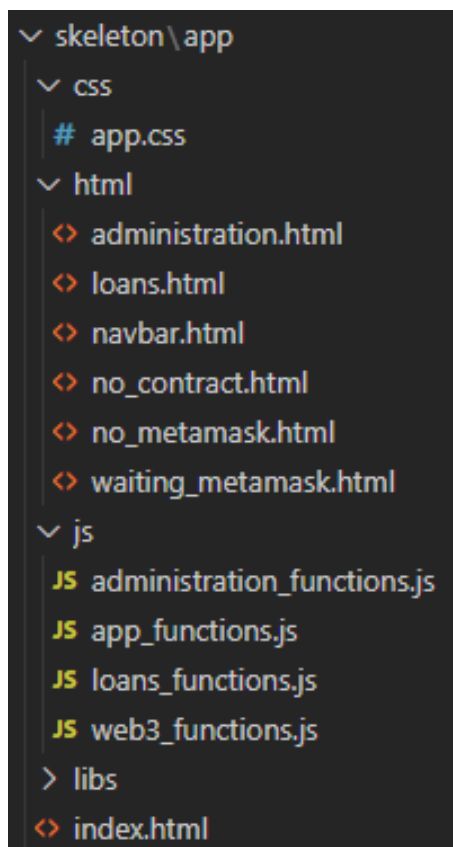 skeleton\app
css
# app.css
html
<> administration.html
<> loans.html
<> navbar.html
<> no_contract.html
<> no_metamask.html
<> waiting_metamask.html
js
JS administration_functions.js
JS app_functions.js
JS loans_functions.js
JS web3_functions.js
libs
<> index.html